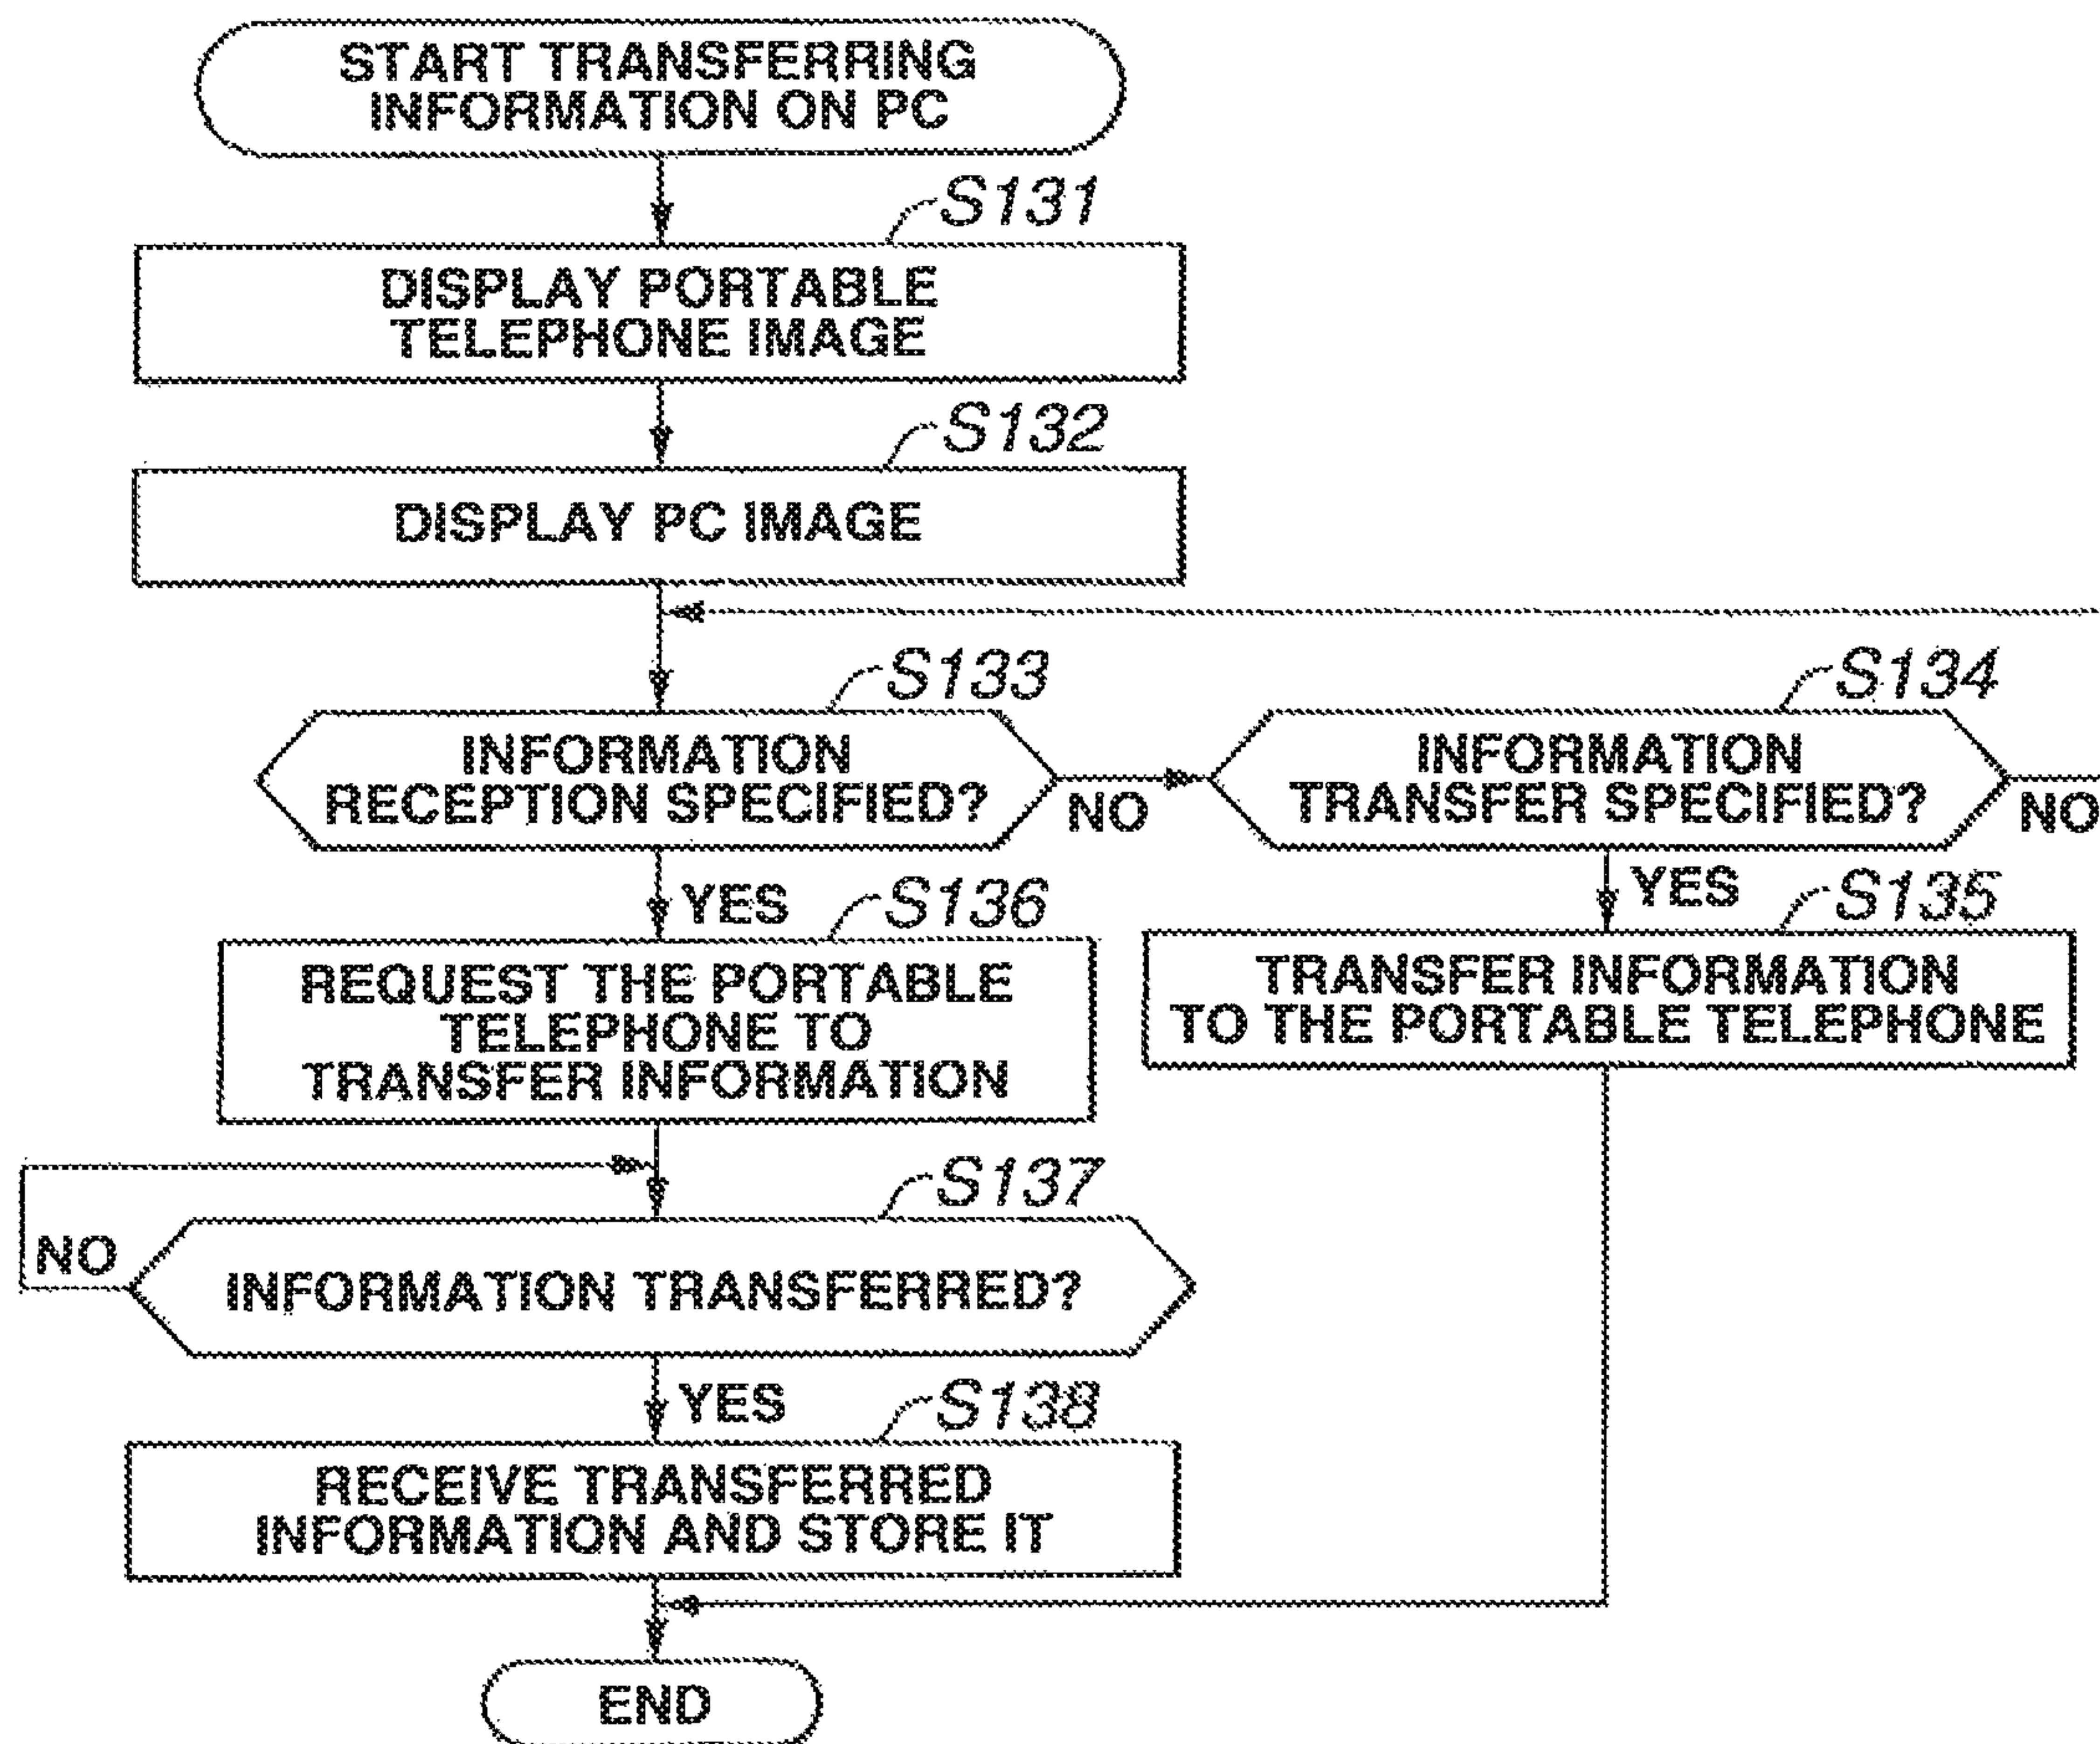 START TRANSFERRING
INFORMATION ON PC
S131
DISPLAY PORTABLE
TELEPHONE IMAGE
S132
DISPLAY PC IMAGE
S133
INFORMATION
RECEPTION SPECIFIED?
NO
S134
INFORMATION
TRANSFER SPECIFIED?
NO
YES
S136
REQUEST THE PORTABLE
TELEPHONE TO
TRANSFER INFORMATION
YES
S135
TRANSFER INFORMATION
TO THE PORTABLE TELEPHONE
S137
NO
INFORMATION TRANSFERRED?
YES
S138
RECEIVE TRANSFERRED
INFORMATION AND STORE IT
END